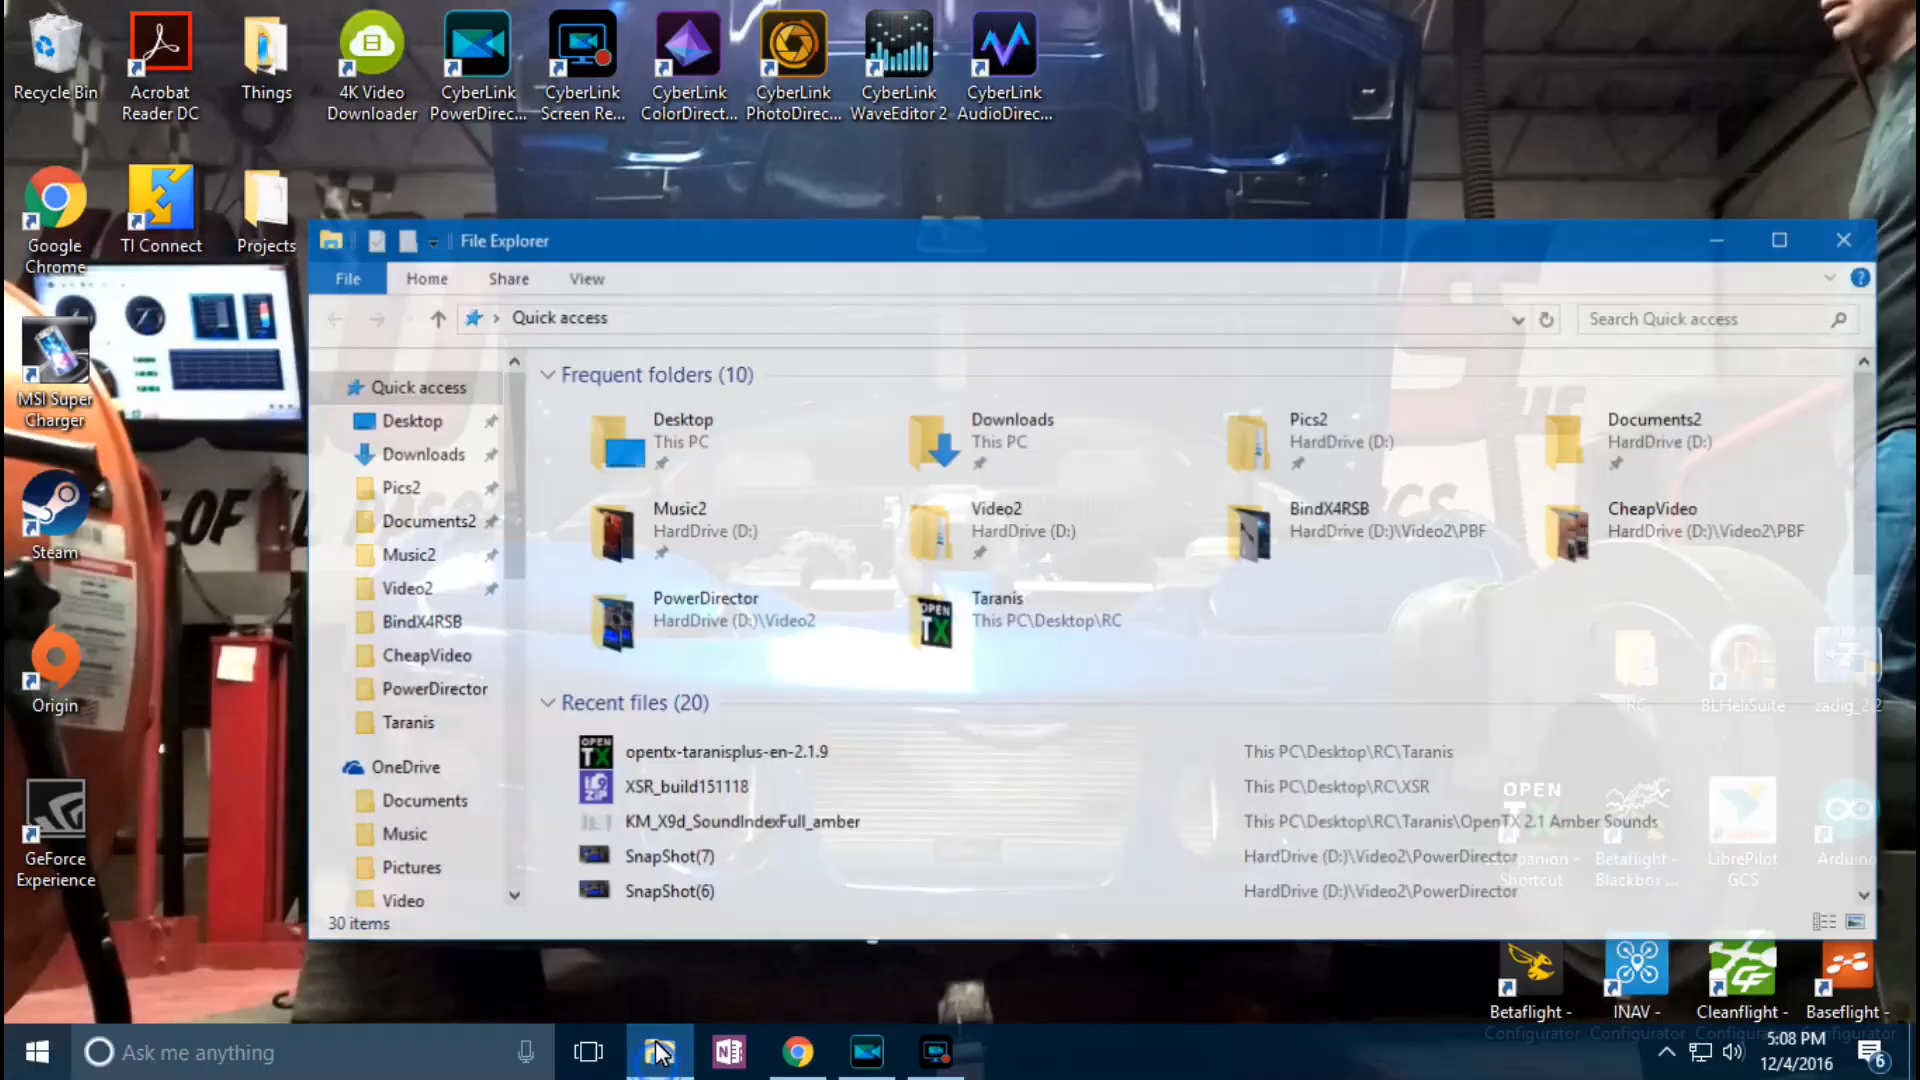 Recycle Bin
Acrobat
Reader DC
Things
4K Video
Downloader
CyberLink
PowerDirec...
CyberLink
Screen Re...
CyberLink
ColorDirect...
CyberLink
PhotoDirec...
CyberLink
WaveEditor 2
CyberLink
AudioDirec...
Google
Chrome
TI Connect
Projects
MSI Super
Charger
Steam
Origin
GeForce
Experience
File Explorer
File Home Share View
Quick access
Search Quick access
Quick access
Desktop
Downloads
Pics2
Documents2
Music2
Video2
BindX4RSB
CheapVideo
PowerDirector
Taranis
OneDrive
Documents
Music
Pictures
Video
30 items
Frequent folders (10)
Desktop
This PC
Downloads
This PC
Pics2
HardDrive (D:)
Documents2
HardDrive (D:)
Music2
HardDrive (D:)
Video2
HardDrive (D:)
BindX4RSB
HardDrive (D:)\Video2\PBF
CheapVideo
HardDrive (D:)\Video2\PBF
PowerDirector
HardDrive (D:)\Video2
OPEN
TX
Taranis
This PC\Desktop\RC
Recent files (20)
opentx-taranisplus-en-2.1.9 This PC\Desktop\RC\Taranis
XSR_build151118 This PC\Desktop\RC\XSR
KM_X9d_SoundIndexFull_amber This PC\Desktop\RC\Taranis\OpenTX 2.1 Amber Sounds
SnapShot(7) HardDrive (D:)\Video2\PowerDirector
SnapShot(6) HardDrive (D:)\Video2\PowerDirector
RC
BLHeliSuite
zadig_2.2
OPEN
Shortcut
Betaflight -
Blackbox ...
LibrePilot
GCS
Arduino
Betaflight -
Configurator
INAV -
Configurator
Cleanflight -
Configurator
Baseflight -
Configurator
Ask me anything
5:08 PM
12/4/2016
6